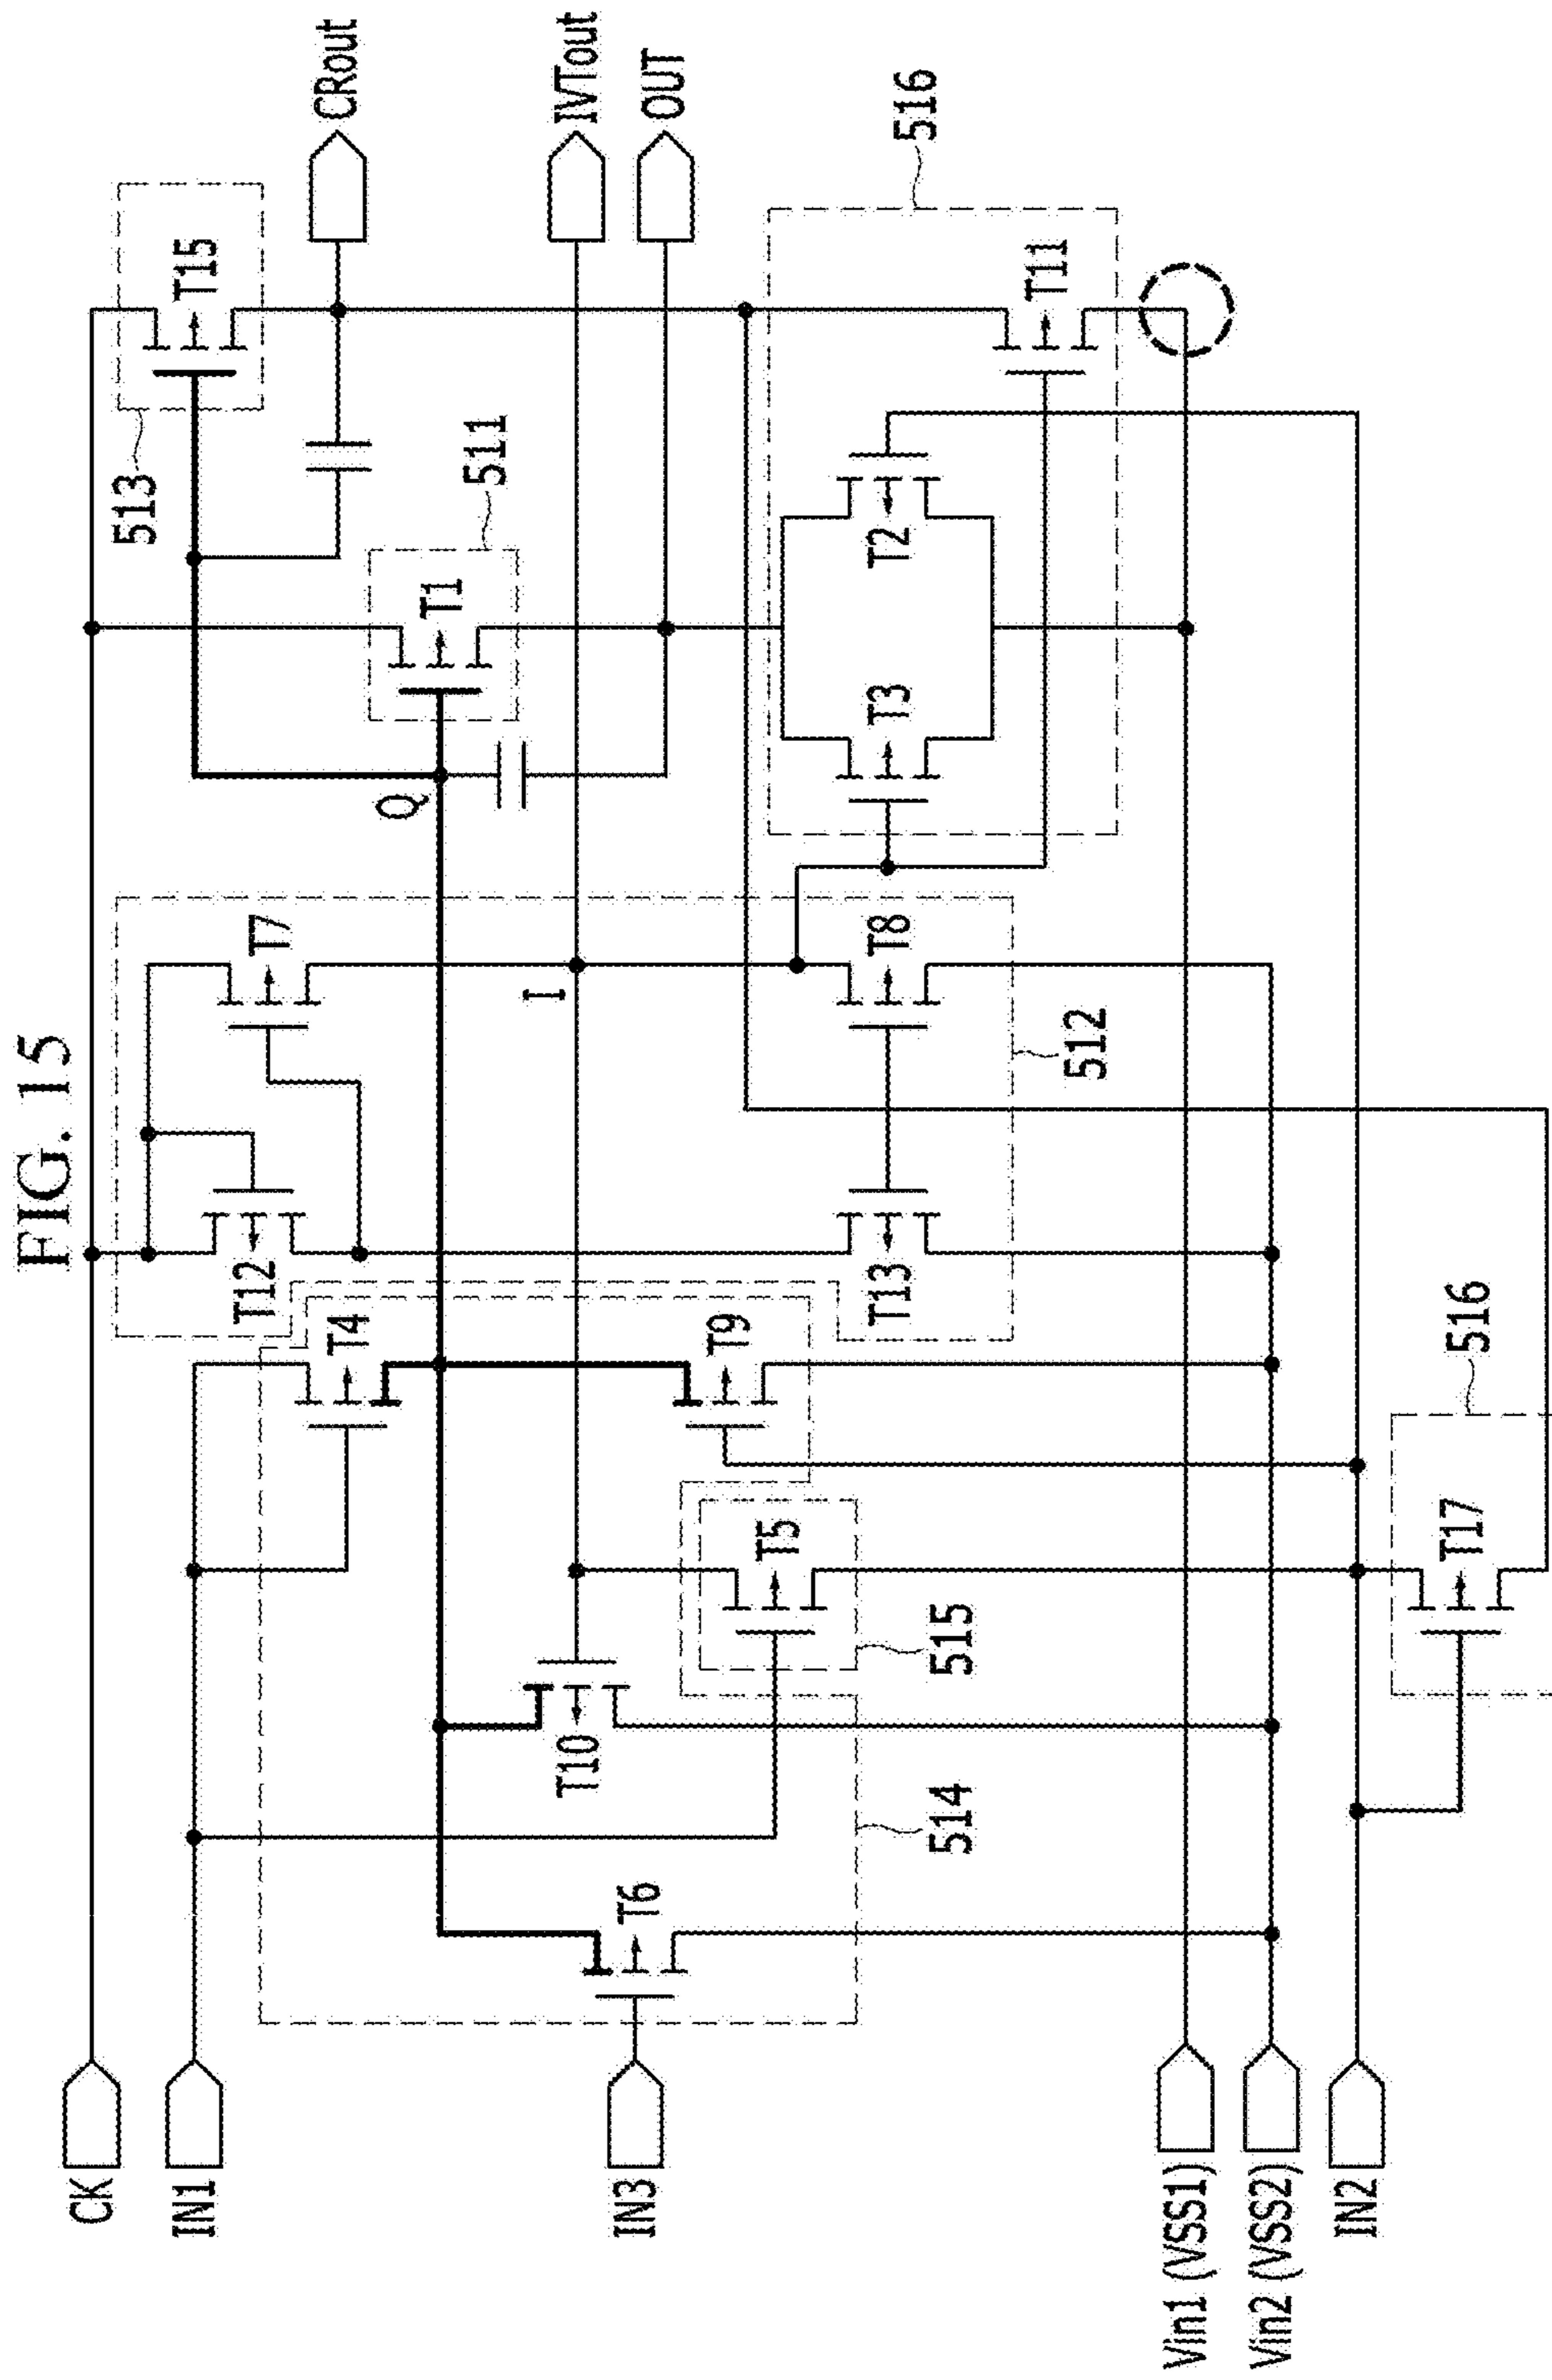 FIG. 15
CK
IN1
IN3
Vin1 (VSS1)
Vin2 (VSS2)
IN2
CRout
IVTout
OUT
T15
513
T1
511
Q
T7
T12
I
T8
T13
512
T2
T3
T11
516
T4
T9
T5
515
T10
T6
514
T17
516